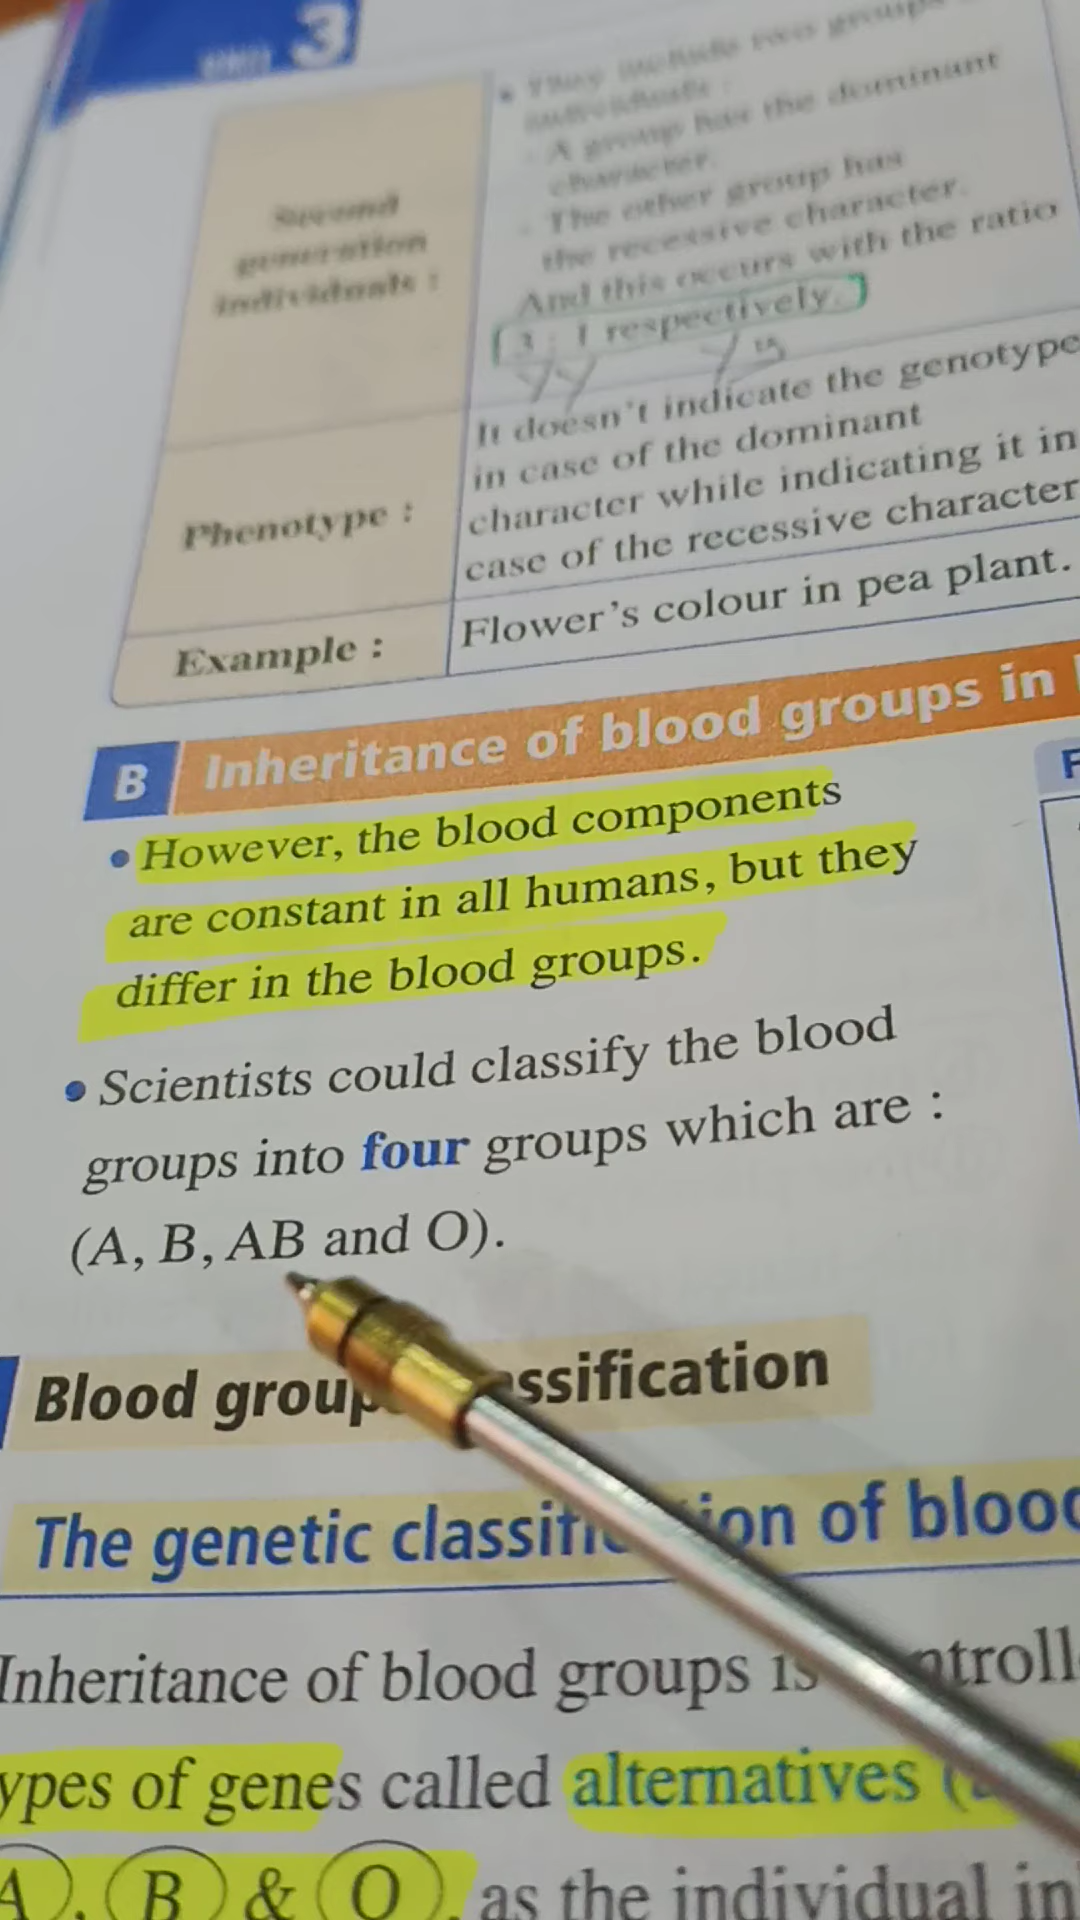 3
• They include two groups
individuals :
- A group has the dominant
character.
- The other group has
the recessive character.
And this occurs with the ratio
3 : 1 respectively.
Second
generation
individuals :
It doesn't indicate the genotype
in case of the dominant
character while indicating it in
case of the recessive character
Phenotype :
Example :
Flower's colour in pea plant.
B Inheritance of blood groups in
• However, the blood components
are constant in all humans, but they
differ in the blood groups.
• Scientists could classify the blood
groups into four groups which are :
(A, B, AB and O).
Blood group
The genetic of blood
Inheritance of blood groups is
of genes called alternatives
A, B & O, as the individual in